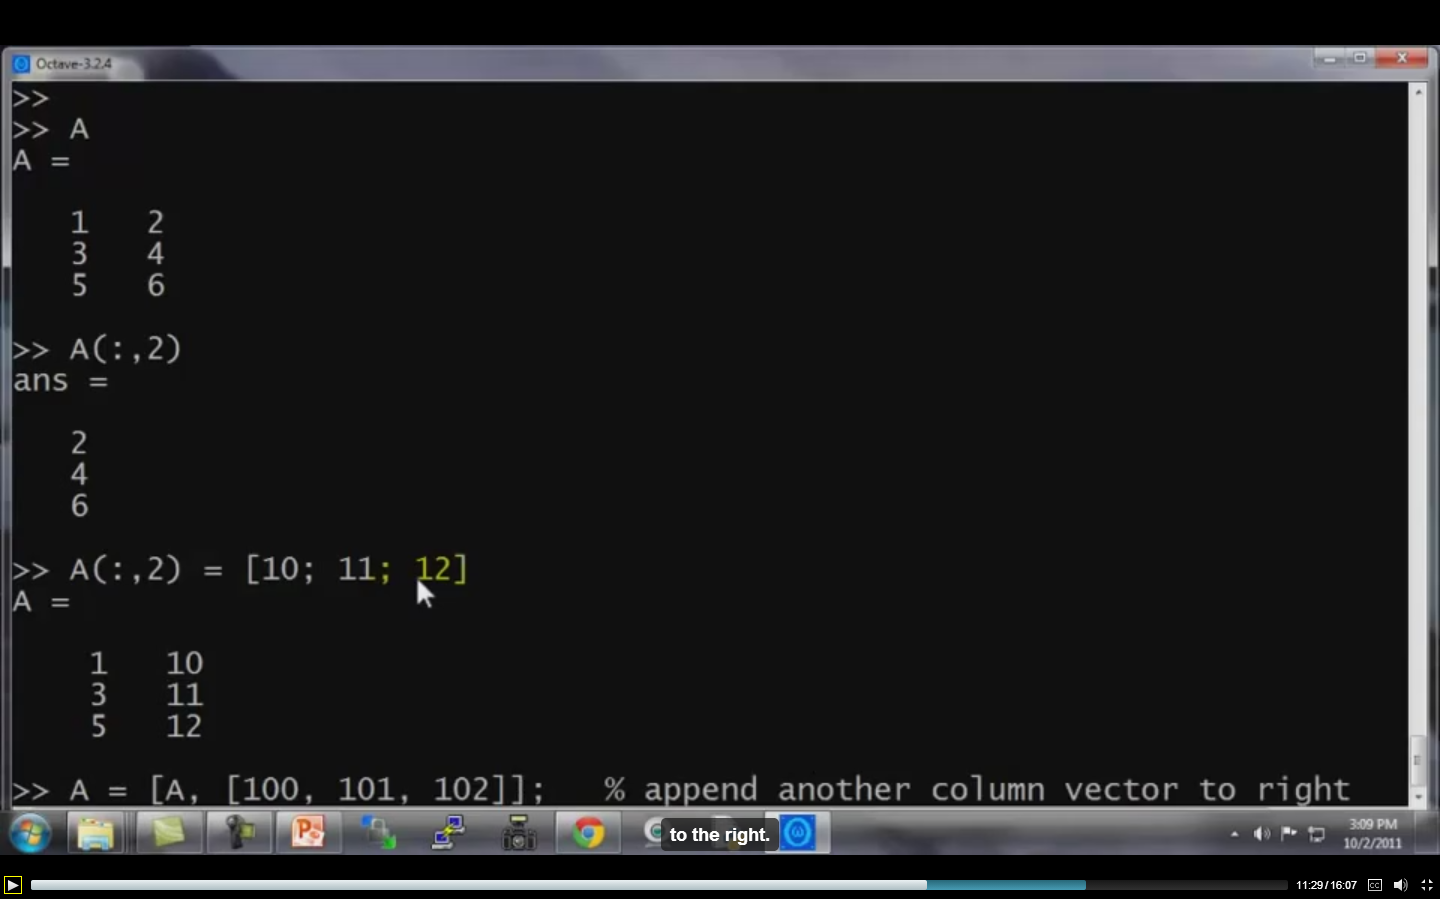 Octave-3.2.4
>>
>> A
A =
1 2
3 4
5 6
>> A(:,2)
ans =
2
4
6
>> A(:,2) = [10; 11; 12]
A =
1 10
3 11
5 12
>> A = [A, [100, 101, 102]]; % append another column vector to right
to the right.
3:09 PM
10/2/2011
11:29/16:07
CC